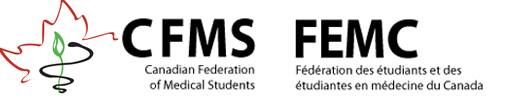 CFMS
Canadian Federation
of Medical Students
FEMC
Fédération des étudiants et des
étudiantes en médecine du Canada